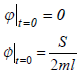 φ|t=0 = 0
ϕ̇|t=0 = S / 2ml